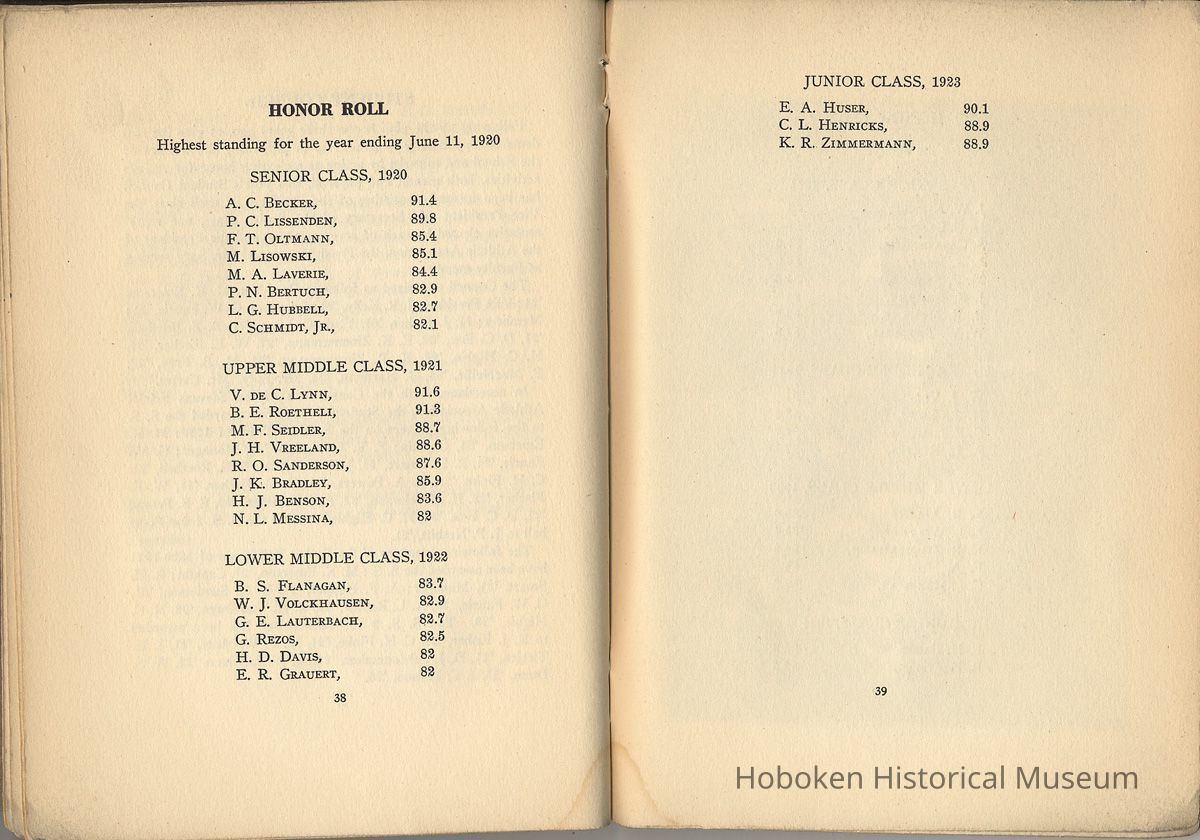 HONOR ROLL
Highest standing for the year ending June 11, 1920
SENIOR CLASS, 1920
A. C. BECKER, 91.4
P. C. LISSENDEN, 89.8
F. T. OLTMANN, 85.4
M. LISOWSKI, 85.1
M. A. LAVERIE, 84.4
P. N. BERTUCH, 82.9
L. G. HUBBELL, 82.7
C. SCHMIDT, JR., 82.1
UPPER MIDDLE CLASS, 1921
V. DE C. LYNN, 91.6
B. E. ROETHELI, 91.3
M. F. SEIDLER, 88.7
J. H. VREELAND, 88.6
R. O. SANDERSON, 87.6
J. K. BRADLEY, 85.9
H. J. BENSON, 83.6
N. L. MESSINA, 82
LOWER MIDDLE CLASS, 1922
B. S. FLANAGAN, 83.7
W. J. VOLCKHAUSEN, 82.9
G. E. LAUTERBACH, 82.7
G. REZOS, 82.5
H. D. DAVIS, 82
E. R. GRAUERT, 82
38
JUNIOR CLASS, 1923
E. A. HUSER, 90.1
C. L. HENRICKS, 88.9
K. R. ZIMMERMANN, 88.9
39
Hoboken Historical Museum